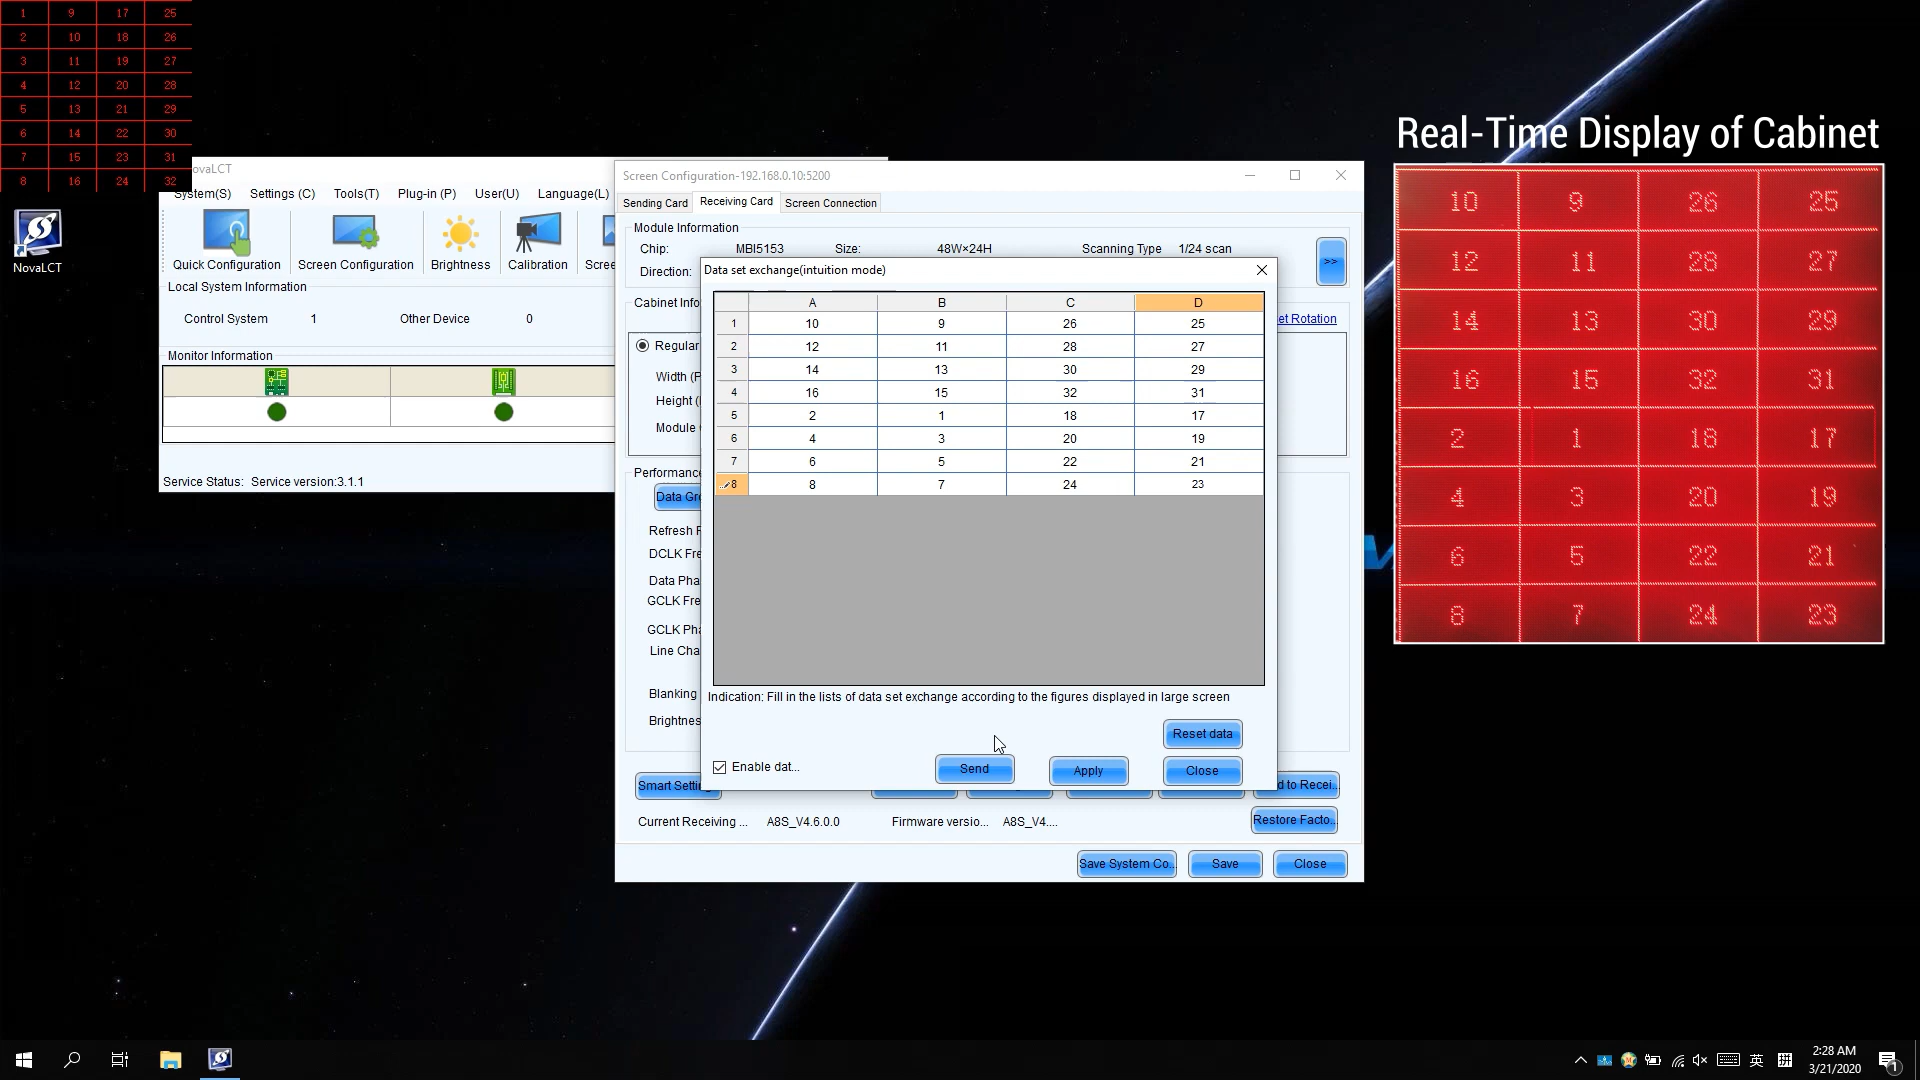 1 9 17 25
2 10 18 26
3 11 19 27
4 12 20 28
5 13 21 29
6 14 22 30
7 15 23 31
8 16 24 32
NovaLCT
Real-Time Display of Cabinet
10 9 26 25
12 11 28 27
14 13 30 29
16 15 32 31
2 1 18 17
4 3 20 19
6 5 22 21
8 7 24 23
ovaLCT
System(S) Settings (C) Tools(T) Plug-in (P) User(U) Language(L)
Quick Configuration Screen Configuration Brightness Calibration Scree
Local System Information
Control System 1 Other Device 0
Monitor Information
Service Status: Service version:3.1.1
Screen Configuration-192.168.0.10:5200
Sending Card Receiving Card Screen Connection
Module Information
Chip: MBI5153 Size: 48W×24H Scanning Type 1/24 scan
Direction:
>>
Cabinet Info
et Rotation
Regular
Width (P
Height (
Module
Performance
Data Gro
Refresh R
DCLK Fre
Data Pha
GCLK Fre
GCLK Pha
Line Cha
Blanking
Brightnes
Data set exchange(intuition mode)
A B C D
1 10 9 26 25
2 12 11 28 27
3 14 13 30 29
4 16 15 32 31
5 2 1 18 17
6 4 3 20 19
7 6 5 22 21
8 8 7 24 23
Indication: Fill in the lists of data set exchange according to the figures displayed in large screen
Reset data
Enable dat... Send Apply Close
Smart Settin
d to Recei...
Current Receiving ... A8S_V4.6.0.0 Firmware versio... A8S_V4....
Restore Facto...
Save System Co... Save Close
英 拼
2:28 AM
3/21/2020
1